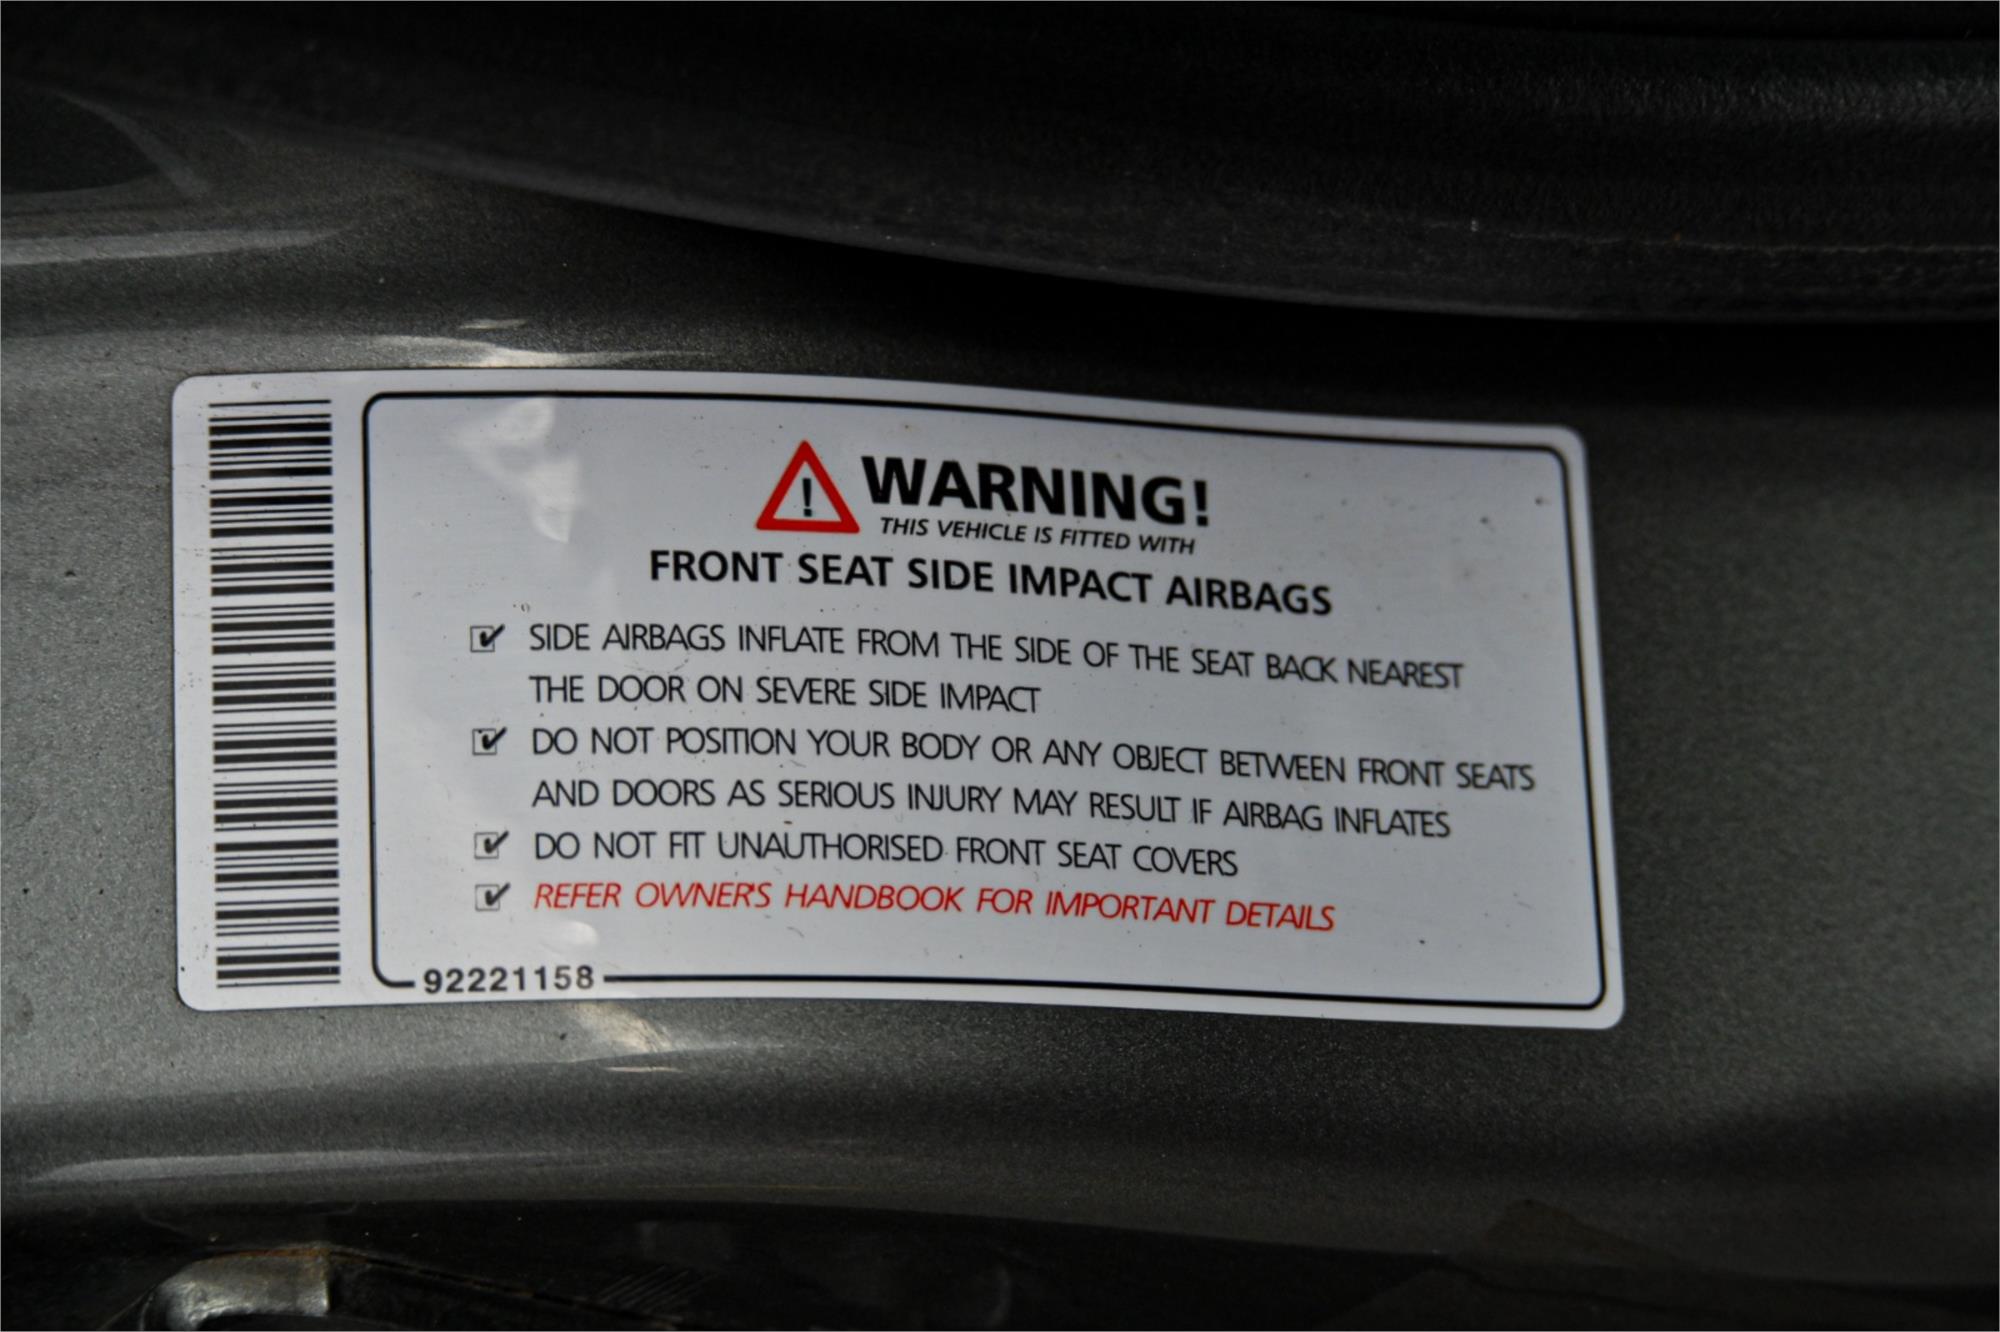 WARNING!
THIS VEHICLE IS FITTED WITH
FRONT SEAT SIDE IMPACT AIRBAGS
SIDE AIRBAGS INFLATE FROM THE SIDE OF THE SEAT BACK NEAREST
THE DOOR ON SEVERE SIDE IMPACT
DO NOT POSITION YOUR BODY OR ANY OBJECT BETWEEN FRONT SEATS
AND DOORS AS SERIOUS INJURY MAY RESULT IF AIRBAG INFLATES
DO NOT FIT UNAUTHORISED FRONT SEAT COVERS
REFER OWNER'S HANDBOOK FOR IMPORTANT DETAILS
92221158